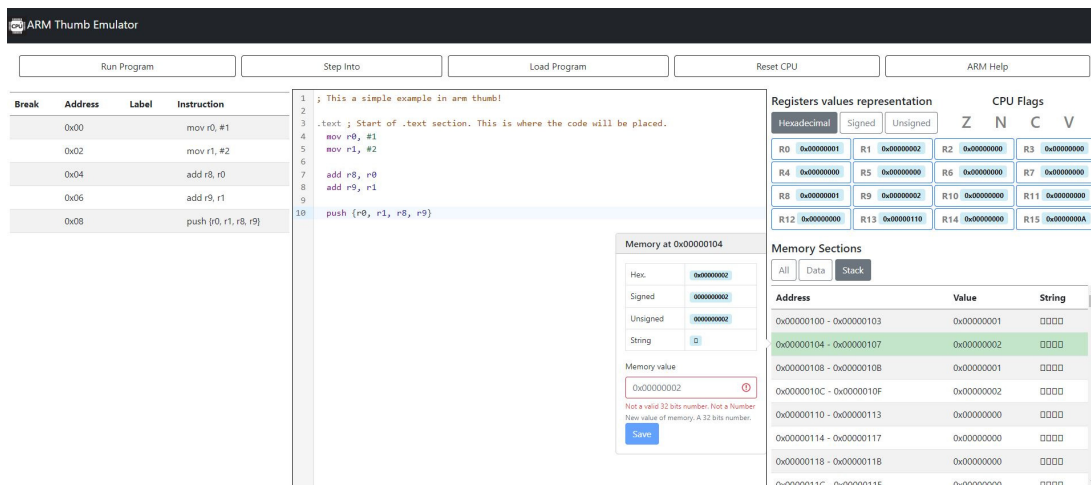 CPU ARM Thumb Emulator
Run Program Step Into Load Program Reset CPU ARM Help
Break Address Label Instruction
0x00 mov r0, #1
0x02 mov r1, #2
0x04 add r8, r0
0x06 add r9, r1
0x08 push {r0, r1, r8, r9}
1 ; This a simple example in arm thumb!
2
3 .text ; Start of .text section. This is where the code will be placed.
4 mov r0, #1
5 mov r1, #2
6
7 add r8, r0
8 add r9, r1
9
10 push {r0, r1, r8, r9}
Memory at 0x00000104
Hex. 0x00000002
Signed 0000000002
Unsigned 0000000002
String
Memory value
0x00000002
Not a valid 32 bits number. Not a Number
New value of memory. A 32 bits number.
Save
Registers values representation CPU Flags
Hexadecimal Signed Unsigned Z N C V
R0 0x00000001 R1 0x00000002 R2 0x00000000 R3 0x00000000
R4 0x00000000 R5 0x00000000 R6 0x00000000 R7 0x00000000
R8 0x00000001 R9 0x00000002 R10 0x00000000 R11 0x00000000
R12 0x00000000 R13 0x00000110 R14 0x00000000 R15 0x0000000A
Memory Sections
All Data Stack
Address Value String
0x00000100 - 0x00000103 0x00000001 □□□□
0x00000104 - 0x00000107 0x00000002 □□□□
0x00000108 - 0x0000010B 0x00000001 □□□□
0x0000010C - 0x0000010F 0x00000002 □□□□
0x00000110 - 0x00000113 0x00000000 □□□□
0x00000114 - 0x00000117 0x00000000 □□□□
0x00000118 - 0x0000011B 0x00000000 □□□□